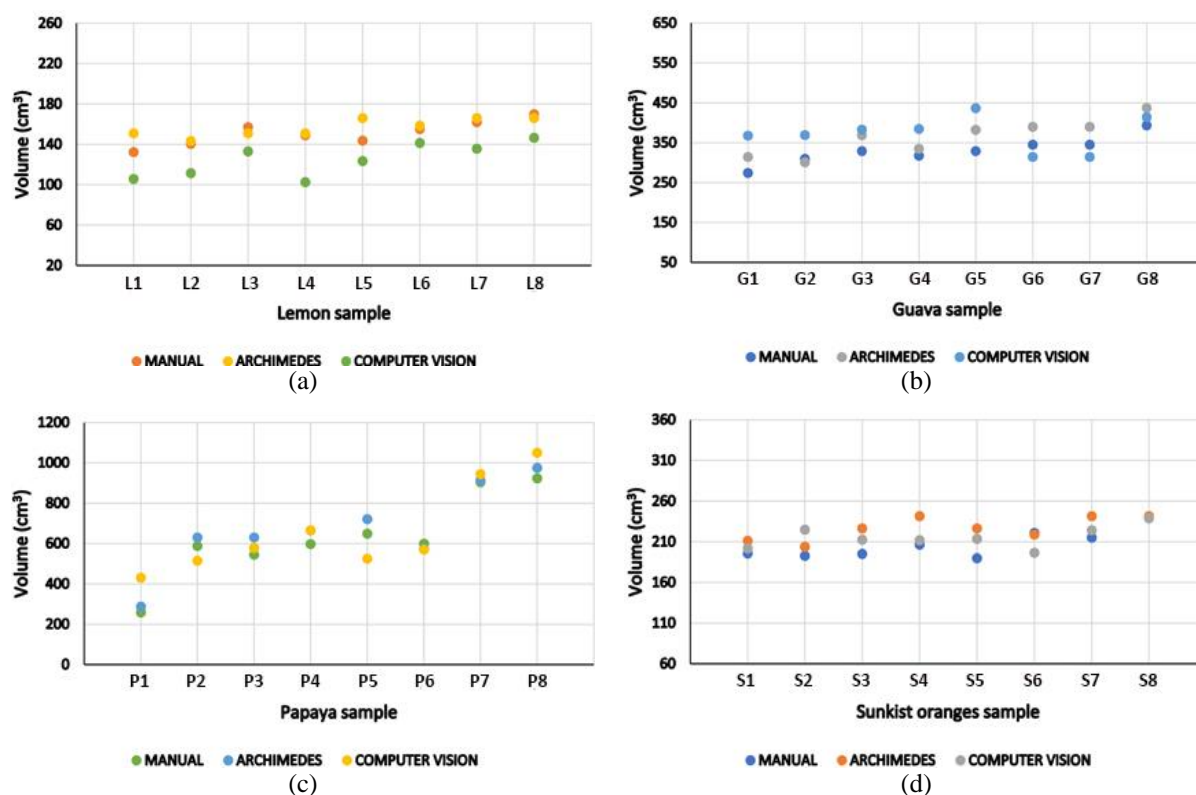 260
220
180
140
100
60
20
Volume (cm³)
L1 L2 L3 L4 L5 L6 L7 L8
Lemon sample
MANUAL ARCHIMEDES COMPUTER VISION
(a)
650
550
450
350
250
150
50
Volume (cm³)
G1 G2 G3 G4 G5 G6 G7 G8
Guava sample
MANUAL ARCHIMEDES COMPUTER VISION
(b)
1200
1000
800
600
400
200
0
Volume (cm³)
P1 P2 P3 P4 P5 P6 P7 P8
Papaya sample
MANUAL ARCHIMEDES COMPUTER VISION
(c)
360
310
260
210
160
110
60
Volume (cm³)
S1 S2 S3 S4 S5 S6 S7 S8
Sunkist oranges sample
MANUAL ARCHIMEDES COMPUTER VISION
(d)